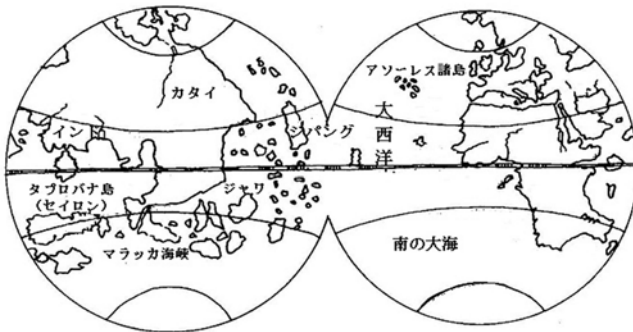 カタイ
インド
ジパング
タプロバナ島
(セイロン)
ジャワ
マラッカ海峡
アソーレス諸島
大西洋
南の大海